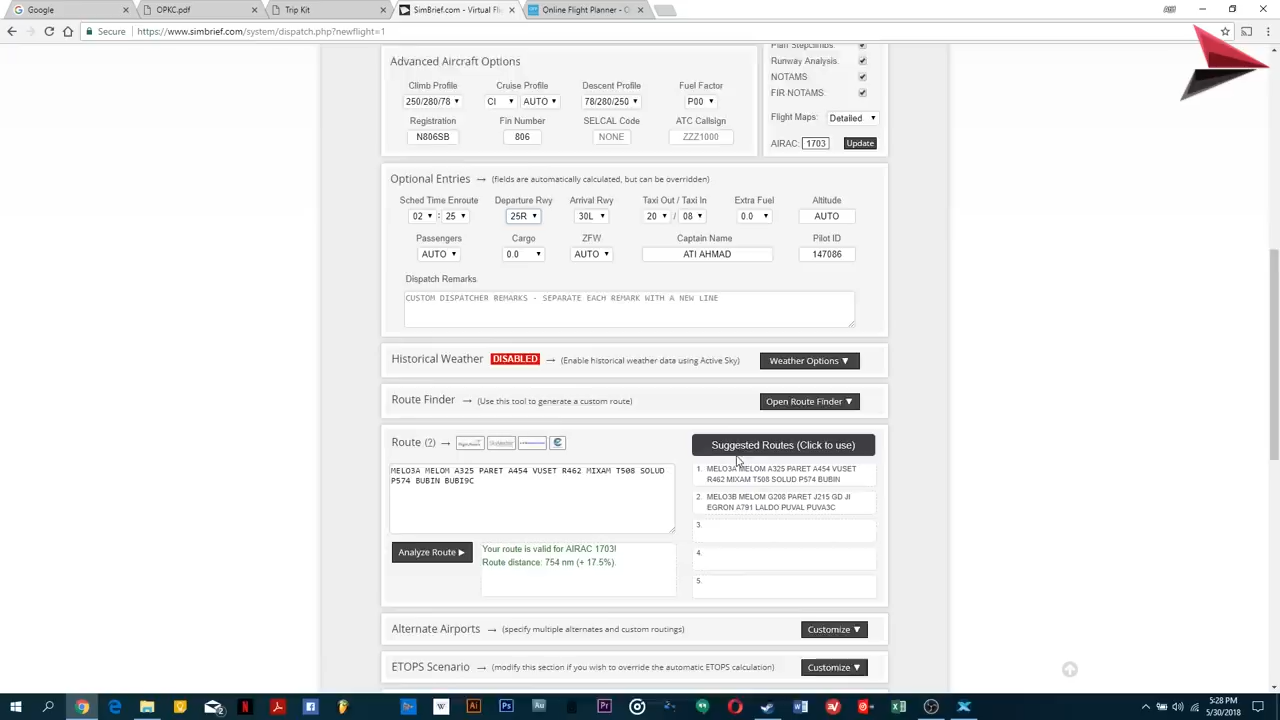 Google
OPKC.pdf
Trip Kit
SimBrief.com - Virtual Fli
Online Flight Planner - O
Secure
https://www.simbrief.com/system/dispatch.php?newflight=1
Advanced Aircraft Options
Plan Stepclimbs:
Runway Analysis:
NOTAMS
FIR NOTAMS:
Flight Maps: Detailed
AIRAC: 1703 Update
Climb Profile Cruise Profile Descent Profile Fuel Factor
250/280/78 CI AUTO 78/280/250 P00
Registration Fin Number SELCAL Code ATC Callsign
N806SB 806 NONE ZZZ1000
Optional Entries → (fields are automatically calculated, but can be overridden)
Sched Time Enroute Departure Rwy Arrival Rwy Taxi Out / Taxi In Extra Fuel Altitude
02 : 25 25R 30L 20 / 08 0.0 AUTO
Passengers Cargo ZFW Captain Name Pilot ID
AUTO 0.0 AUTO ATI AHMAD 147086
Dispatch Remarks
CUSTOM DISPATCHER REMARKS - SEPARATE EACH REMARK WITH A NEW LINE
Historical Weather DISABLED → (Enable historical weather data using Active Sky) Weather Options ▼
Route Finder → (Use this tool to generate a custom route) Open Route Finder ▼
Route (?) →
Suggested Routes (Click to use)
MELO3A MELOM A325 PARET A454 VUSET R462 MIXAM T508 SOLUD
P574 BUBIN BUBI9C
1. MELO3A MELOM A325 PARET A454 VUSET
R462 MIXAM T508 SOLUD P574 BUBIN
2. MELO3B MELOM G208 PARET J215 GD JI
EGRON A791 LALDO PUVAL PUVA3C
3.
4.
5.
Analyze Route ▶
Your route is valid for AIRAC 1703!
Route distance: 754 nm (+ 17.5%).
Alternate Airports → (specify multiple alternates and custom routings) Customize ▼
ETOPS Scenario → (modify this section if you wish to override the automatic ETOPS calculation) Customize ▼
5:28 PM
5/30/2018